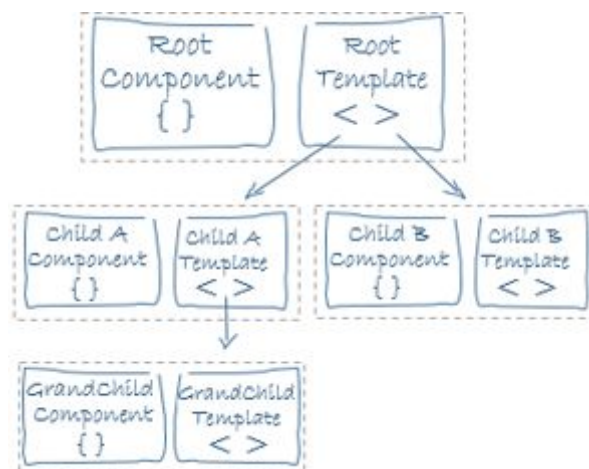 Root
Component
{ }
Root
Template
< >
Child A
Component
{ }
Child A
Template
< >
Child B
Component
{ }
Child B
Template
< >
GrandChild
Component
{ }
GrandChild
Template
< >